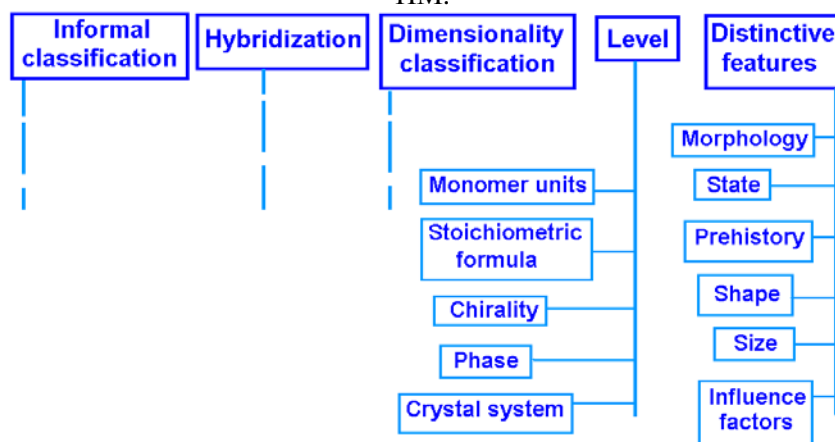 НМ.
Informal
classification
Hybridization
Dimensionality
classification
Level
Distinctive
features
Monomer units
Stoichiometric
formula
Chirality
Phase
Crystal system
Morphology
State
Prehistory
Shape
Size
Influence
factors